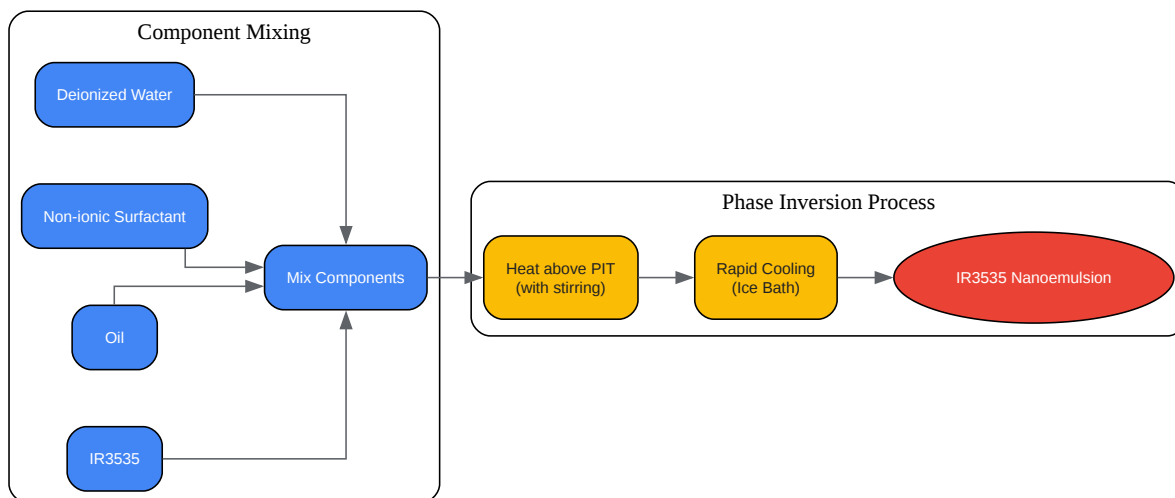 Component Mixing
Deionized Water
Non-ionic Surfactant
Mix Components
Oil
IR3535
Phase Inversion Process
Heat above PIT
(with stirring)
Rapid Cooling
(Ice Bath)
IR3535 Nanoemulsion